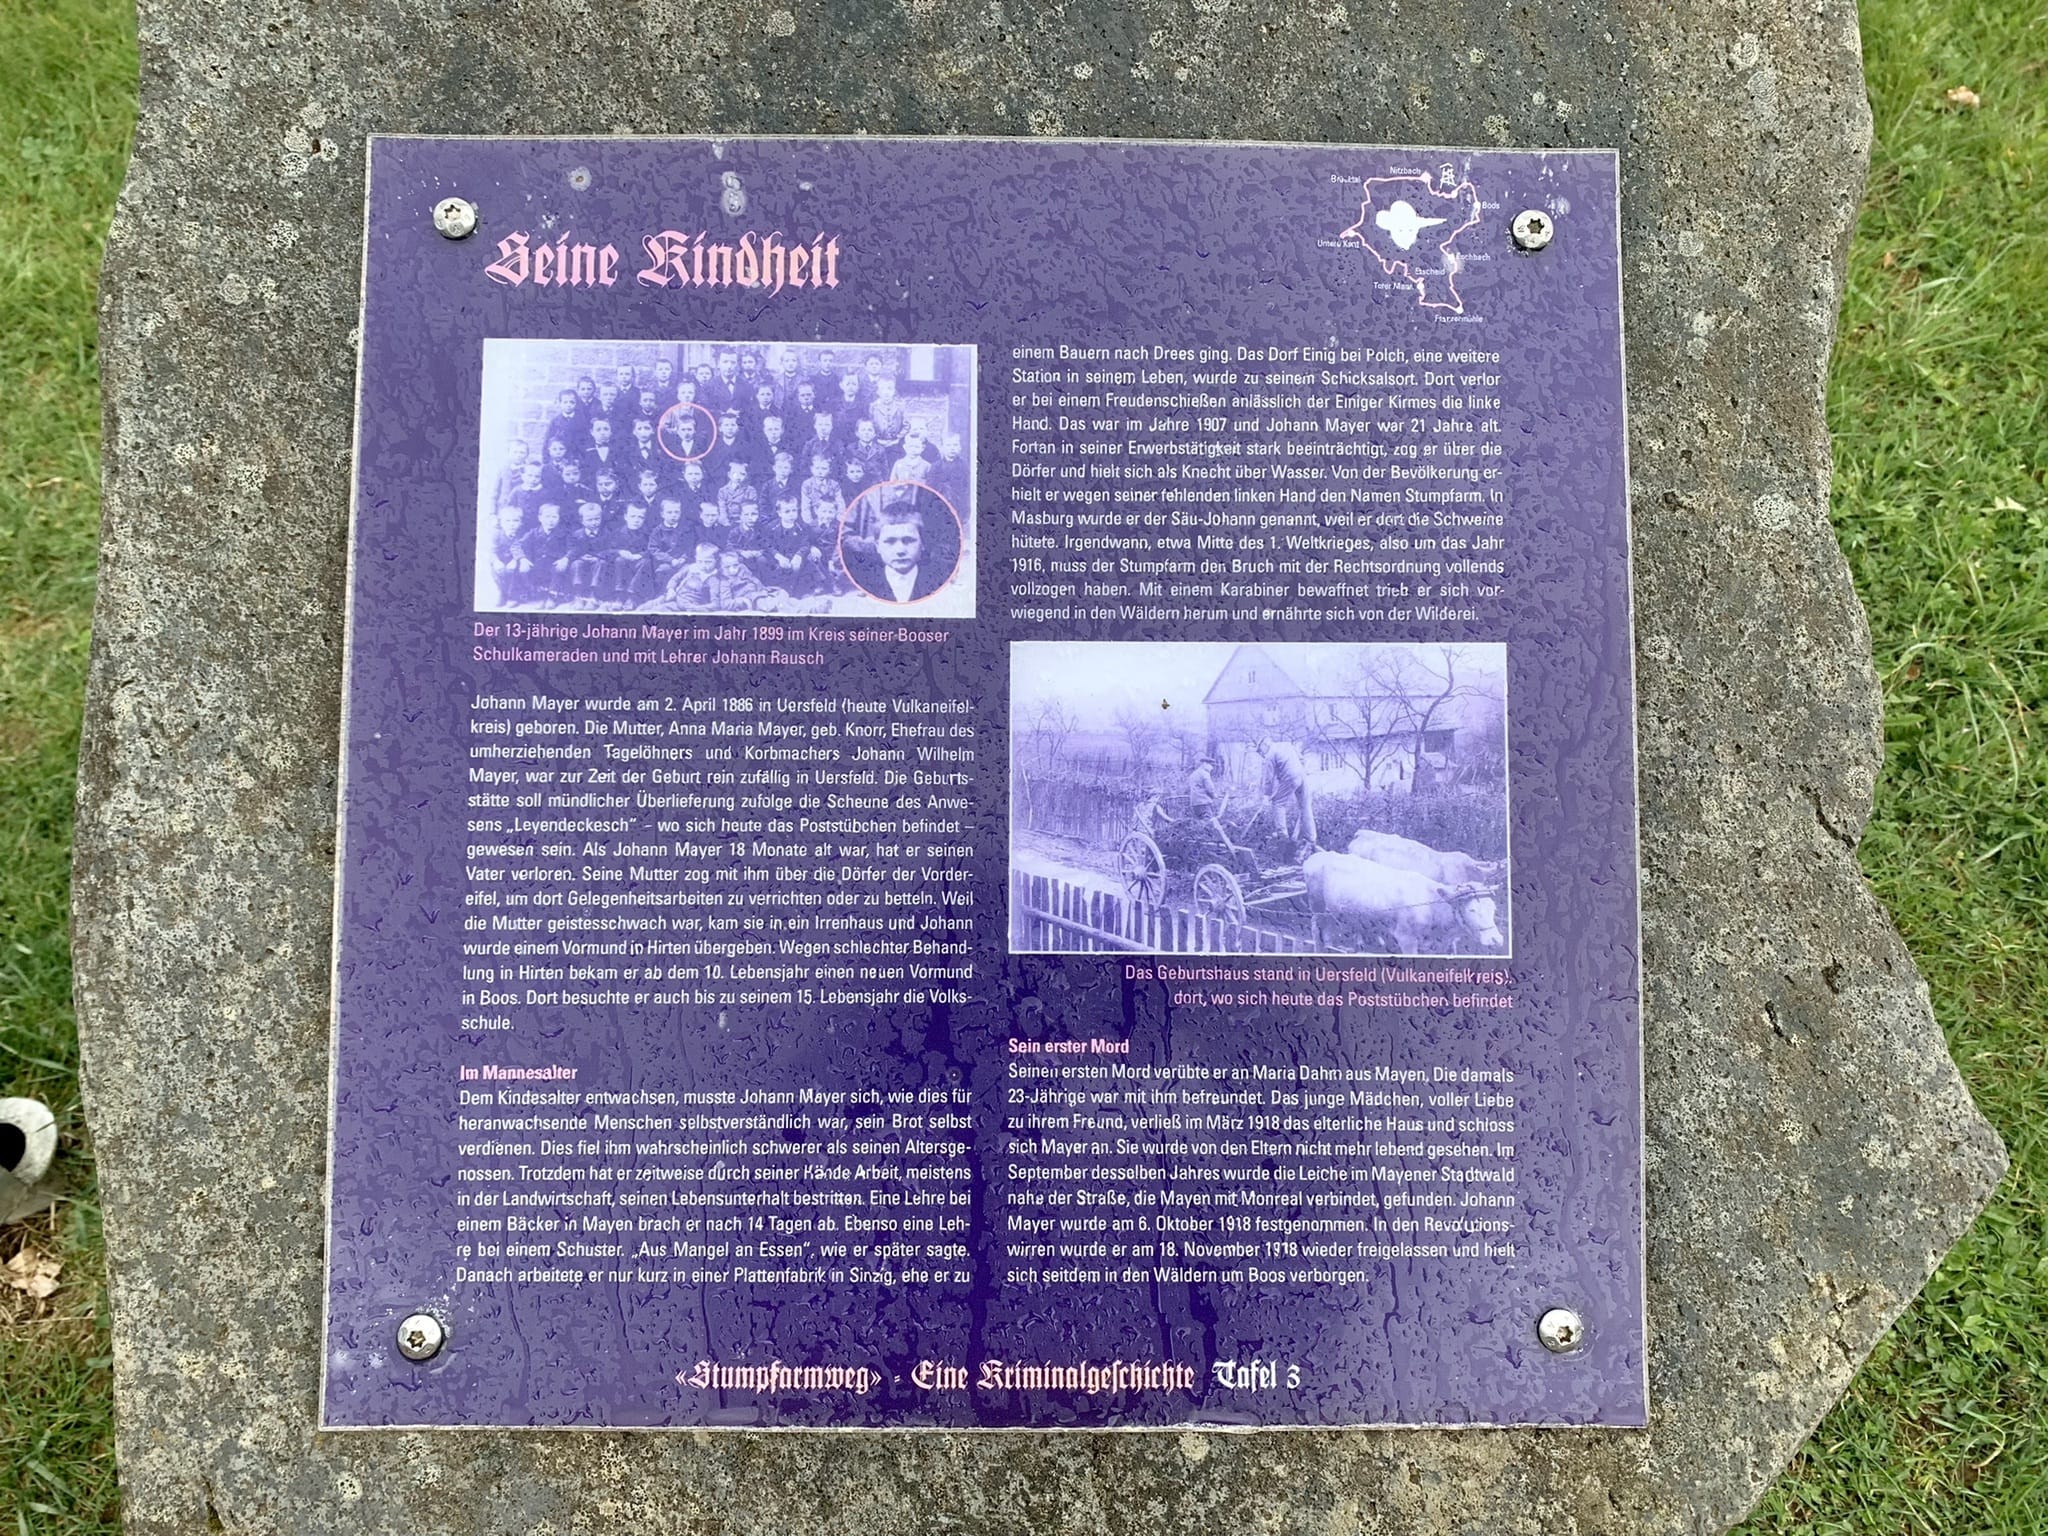 Seine Kindheit
Nitzbach
Boos
Eschbach
Der 13-jährige Johann Mayer im Jahr 1899 im Kreis seiner Booser
Schulkameraden und mit Lehrer Johann Rausch
Johann Mayer wurde am 2. April 1886 in Uersfeld (heute Vulkaneifel-
kreis) geboren. Die Mutter, Anna Maria Mayer, geb. Knorr, Ehefrau des
umherziehenden Tagelöhners und Korbmachers Johann Wilhelm
Mayer, war zur Zeit der Geburt rein zufällig in Uersfeld. Die Geburts-
stätte soll mündlicher Überlieferung zufolge die Scheune des Anwe-
sens „Leyendeckesch“ – wo sich heute das Poststübchen befindet –
gewesen sein. Als Johann Mayer 18 Monate alt war, hat er seinen
Vater verloren. Seine Mutter zog mit ihm über die Dörfer der Vorder-
eifel, um dort Gelegenheitsarbeiten zu verrichten oder zu betteln. Weil
die Mutter geistesschwach war, kam sie in ein Irrenhaus und Johann
wurde einem Vormund in Hirten übergeben. Wegen schlechter Behand-
lung in Hirten bekam er ab dem 10. Lebensjahr einen neuen Vormund
in Boos. Dort besuchte er auch bis zu seinem 15. Lebensjahr die Volks-
schule.
Im Mannesalter
Dem Kindesalter entwachsen, musste Johann Mayer sich, wie dies für
heranwachsende Menschen selbstverständlich war, sein Brot selbst
verdienen. Dies fiel ihm wahrscheinlich schwerer als seinen Altersge-
nossen. Trotzdem hat er zeitweise durch seiner Hände Arbeit, meistens
in der Landwirtschaft, seinen Lebensunterhalt bestritten. Eine Lehre bei
einem Bäcker in Mayen brach er nach 14 Tagen ab. Ebenso eine Leh-
re bei einem Schuster. „Aus Mangel an Essen“, wie er später sagte.
Danach arbeitete er nur kurz in einer Plattenfabrik in Sinzig, ehe er zu
einem Bauern nach Drees ging. Das Dorf Einig bei Polch, eine weitere
Station in seinem Leben, wurde zu seinem Schicksalsort. Dort verlor
er bei einem Freudenschießen anlässlich der Einiger Kirmes die linke
Hand. Das war im Jahre 1907 und Johann Mayer war 21 Jahre alt.
Fortan in seiner Erwerbstätigkeit stark beeinträchtigt, zog er über die
Dörfer und hielt sich als Knecht über Wasser. Von der Bevölkerung er-
hielt er wegen seiner fehlenden linken Hand den Namen Stumpfarm. In
Masburg wurde er der Säu-Johann genannt, weil er dort die Schweine
hütete. Irgendwann, etwa Mitte des 1. Weltkrieges, also um das Jahr
1916, muss der Stumpfarm den Bruch mit der Rechtsordnung vollends
vollzogen haben. Mit einem Karabiner bewaffnet trieb er sich vor-
wiegend in den Wäldern herum und ernährte sich von der Wilderei.
Das Geburtshaus stand in Uersfeld (Vulkaneifelkreis),
dort, wo sich heute das Poststübchen befindet
Sein erster Mord
Seinen ersten Mord verübte er an Maria Dahm aus Mayen. Die damals
23-Jährige war mit ihm befreundet. Das junge Mädchen, voller Liebe
zu ihrem Freund, verließ im März 1918 das elterliche Haus und schloss
sich Mayer an. Sie wurde von den Eltern nicht mehr lebend gesehen. Im
September desselben Jahres wurde die Leiche im Mayener Stadtwald
nahe der Straße, die Mayen mit Monreal verbindet, gefunden. Johann
Mayer wurde am 6. Oktober 1918 festgenommen. In den Revolutions-
wirren wurde er am 18. November 1918 wieder freigelassen und hielt
sich seitdem in den Wäldern um Boos verborgen.
«Stumpfarmweg» - Eine Kriminalgeschichte Tafel 3